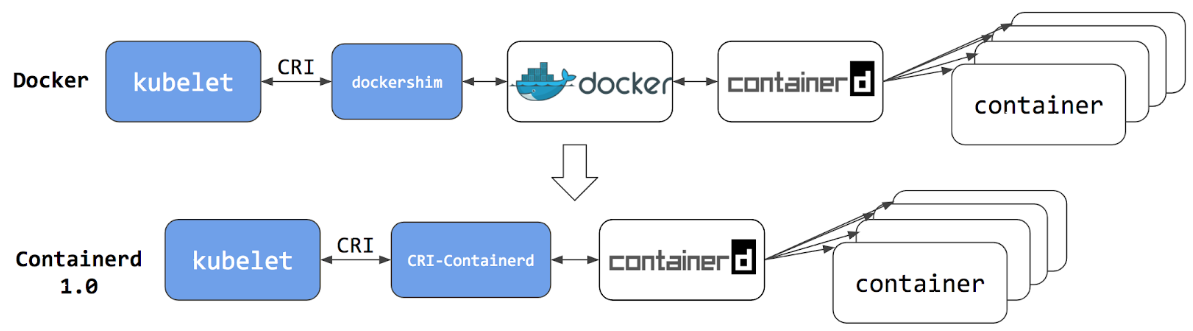 CRI
Docker
kubelet
dockershim
docker
containerd
container
CRI
Containerd
1.0
kubelet
CRI-Containerd
containerd
container